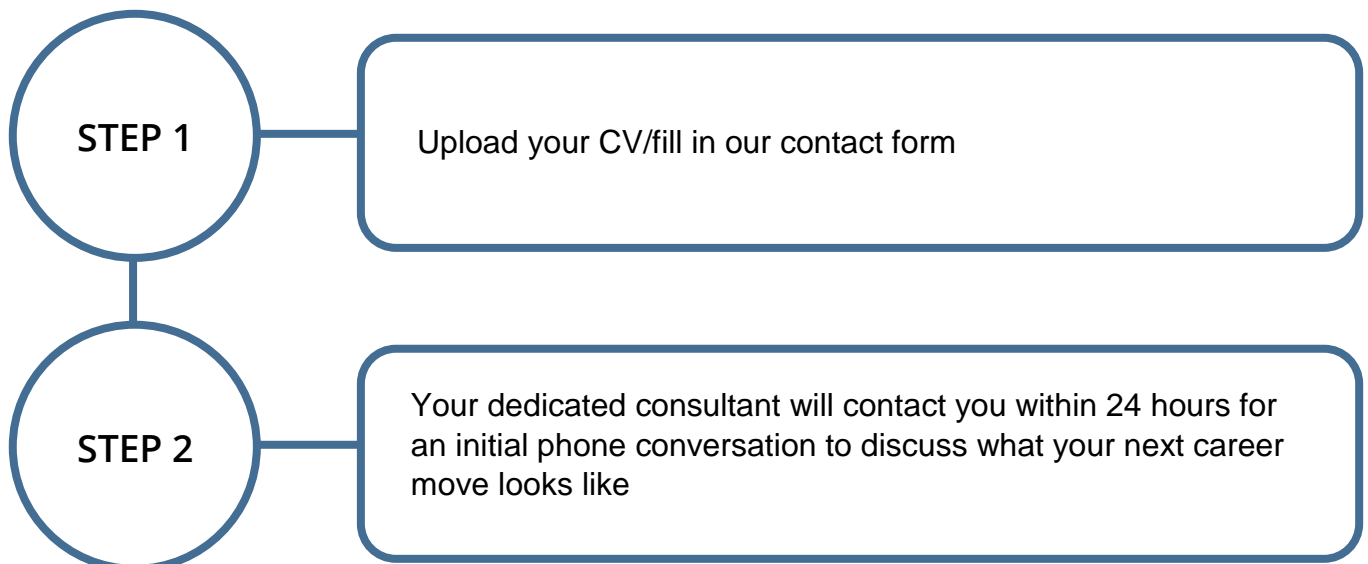 STEP 1
Upload your CV/fill in our contact form
STEP 2
Your dedicated consultant will contact you within 24 hours for
an initial phone conversation to discuss what your next career
move looks like